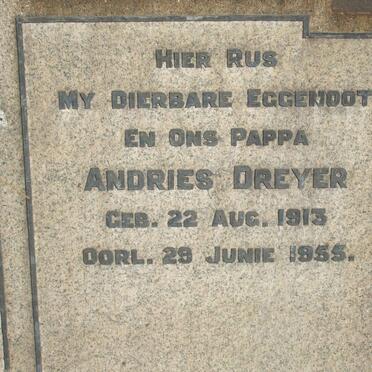 HIER RUS
MY DIERBARE EGGENOOT
EN ONS PAPPA
ANDRIES DREYER
GEB. 22 AUG. 1913
OORL. 29 JUNIE 1955.